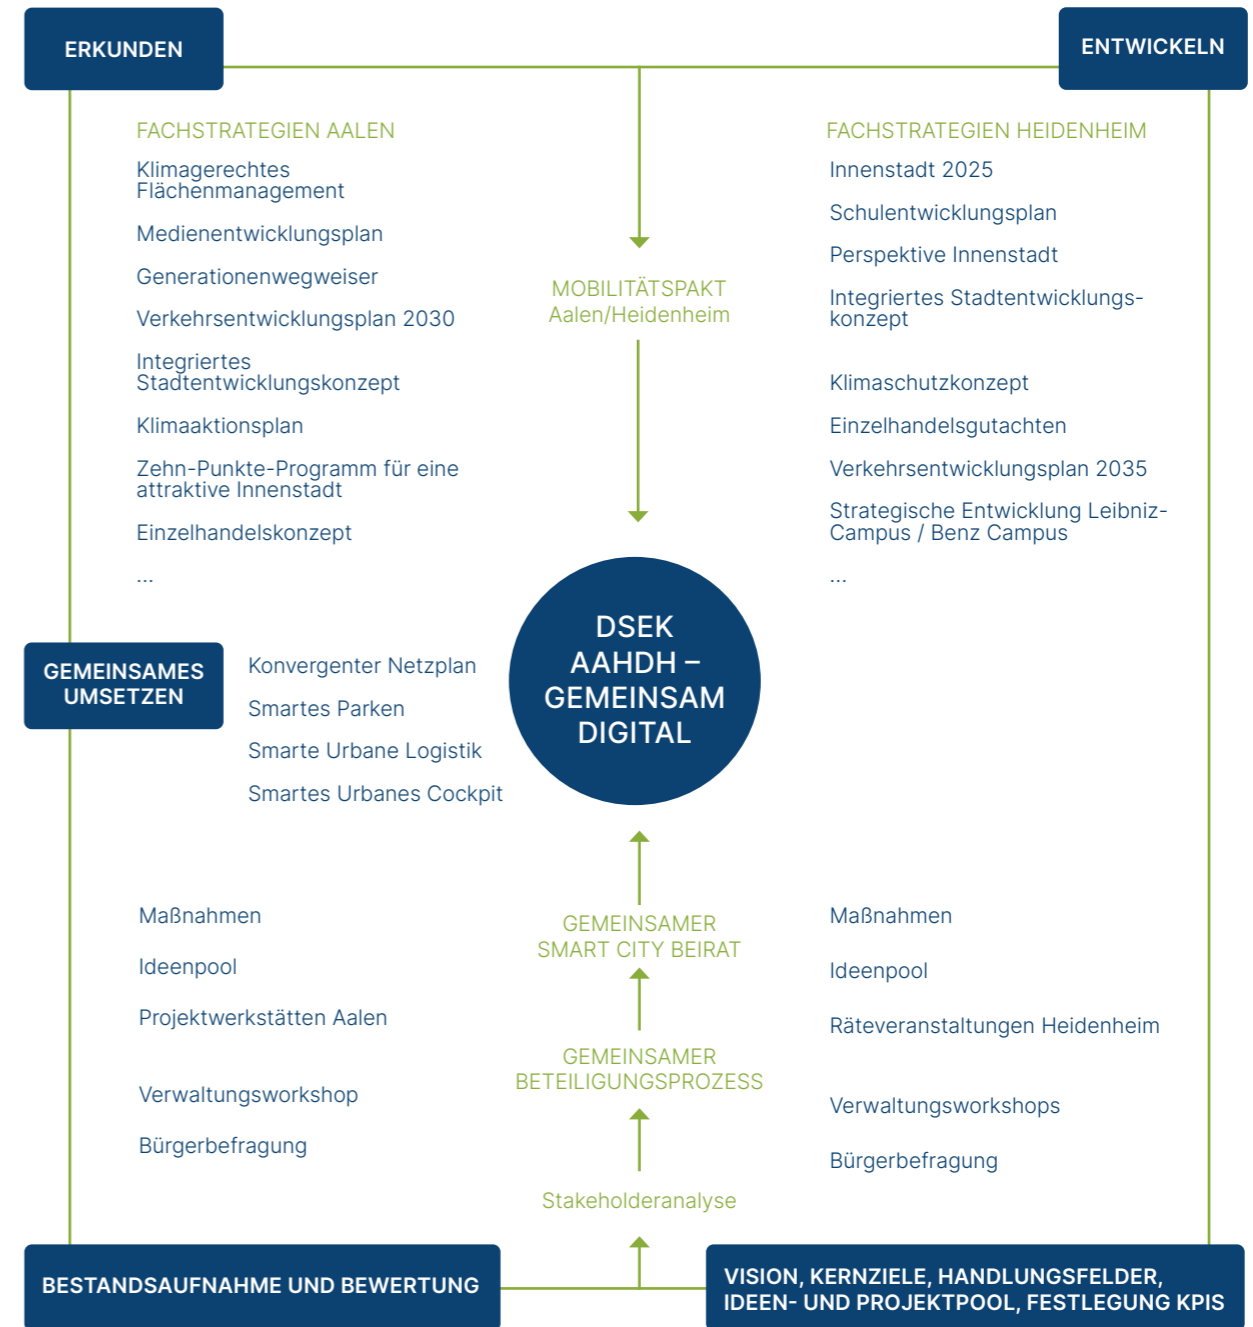 ERKUNDEN
ENTWICKELN
FACHSTRATEGIEN AALEN
Klimagerechtes
Flächenmanagement
Medienentwicklungsplan
Generationenwegweiser
Verkehrsentwicklungsplan 2030
Integriertes
Stadtentwicklungskonzept
Klimaaktionsplan
Zehn-Punkte-Programm für eine
attraktive Innenstadt
Einzelhandelskonzept
...
MOBILITÄTSPAKT
Aalen/Heidenheim
FACHSTRATEGIEN HEIDENHEIM
Innenstadt 2025
Schulentwicklungsplan
Perspektive Innenstadt
Integriertes Stadtentwicklungs-
konzept
Klimaschutzkonzept
Einzelhandelsgutachten
Verkehrsentwicklungsplan 2035
Strategische Entwicklung Leibniz-
Campus / Benz Campus
...
GEMEINSAMES
UMSETZEN
Konvergenter Netzplan
Smartes Parken
Smarte Urbane Logistik
Smartes Urbanes Cockpit
DSEK
AAHDH –
GEMEINSAM
DIGITAL
Maßnahmen
Ideenpool
Projektwerkstätten Aalen
Verwaltungsworkshop
Bürgerbefragung
GEMEINSAMER
SMART CITY BEIRAT
GEMEINSAMER
BETEILIGUNGSPROZESS
Stakeholderanalyse
Maßnahmen
Ideenpool
Räteveranstaltungen Heidenheim
Verwaltungsworkshops
Bürgerbefragung
BESTANDSAUFNAHME UND BEWERTUNG
VISION, KERNZIELE, HANDLUNGSFELDER,
IDEEN- UND PROJEKTPOOL, FESTLEGUNG KPIS